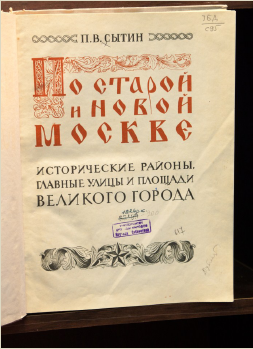 П.В. СЫТИН
ПО СТАРОЙ
И НОВОЙ
МОСКВЕ
ИСТОРИЧЕСКИЕ РАЙОНЫ,
ГЛАВНЫЕ УЛИЦЫ И ПЛОЩАДИ
ВЕЛИКОГО ГОРОДА